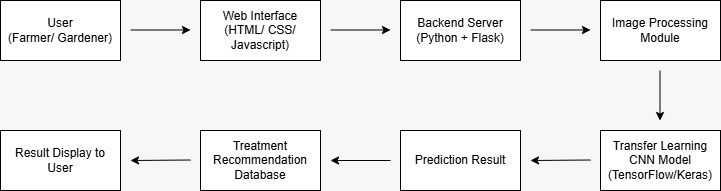 User
(Farmer/ Gardener)
Web Interface
(HTML/ CSS/
Javascript)
Backend Server
(Python + Flask)
Image Processing
Module
Transfer Learning
CNN Model
(TensorFlow/Keras)
Prediction Result
Treatment
Recommendation
Database
Result Display to
User